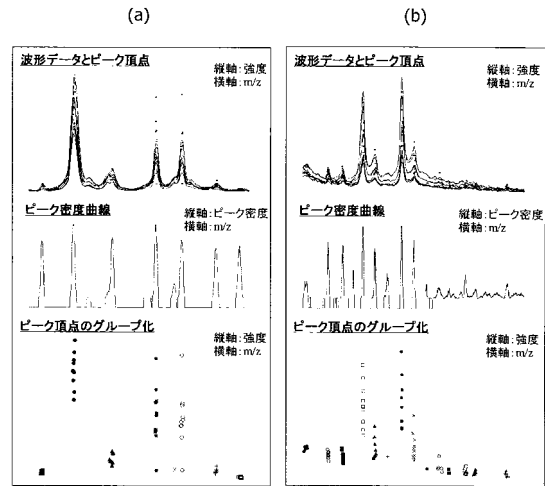 (a)
波形データとピーク頂点
縦軸:強度
横軸:m/z
ピーク密度曲線
縦軸:ピーク密度
横軸:m/z
ピーク頂点のグループ化
縦軸:強度
横軸:m/z
(b)
波形データとピーク頂点
縦軸:強度
横軸:m/z
ピーク密度曲線
縦軸:ピーク密度
横軸:m/z
ピーク頂点のグループ化
縦軸:強度
横軸:m/z